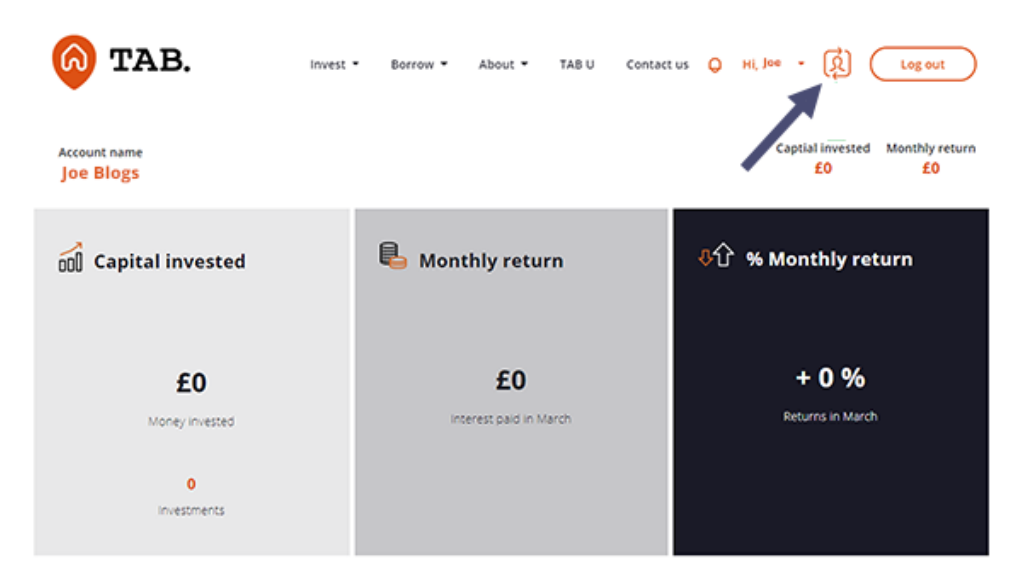 TAB.
Invest
Borrow
About
TAB U
Contact us
Hi, Joe
Log out
Account name
Joe Blogs
Captial invested
£0
Monthly return
£0
Capital invested
£0
Money invested
0
Investments
Monthly return
£0
Interest paid in March
% Monthly return
+ 0 %
Returns in March